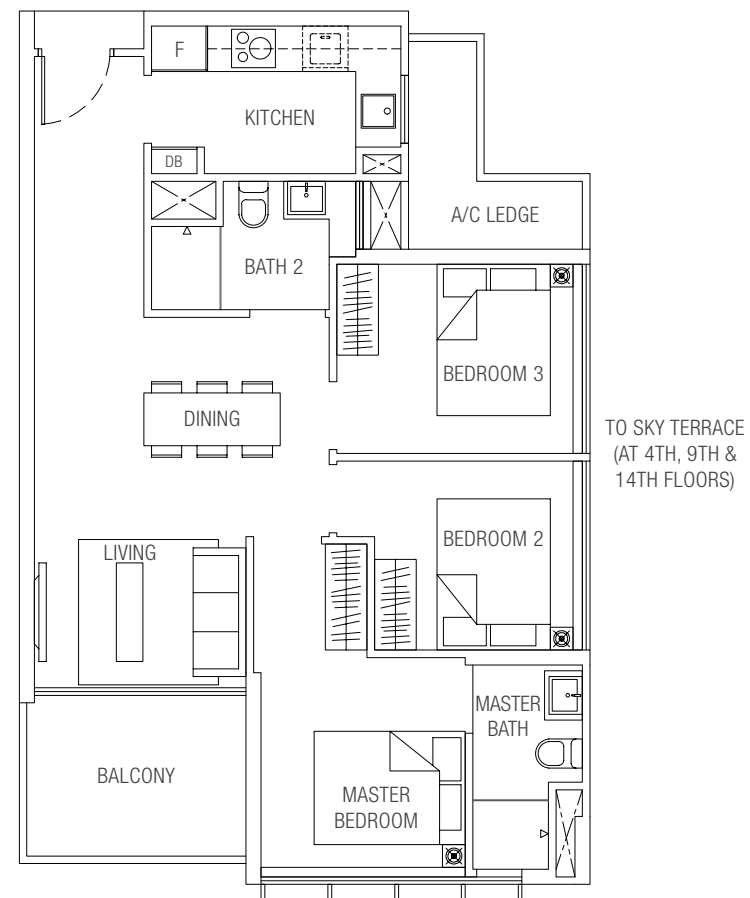 F
KITCHEN
DB
A/C LEDGE
BATH 2
BEDROOM 3
DINING
TO SKY TERRACE
(AT 4TH, 9TH &
14TH FLOORS)
BEDROOM 2
LIVING
MASTER
BATH
BALCONY
MASTER
BEDROOM